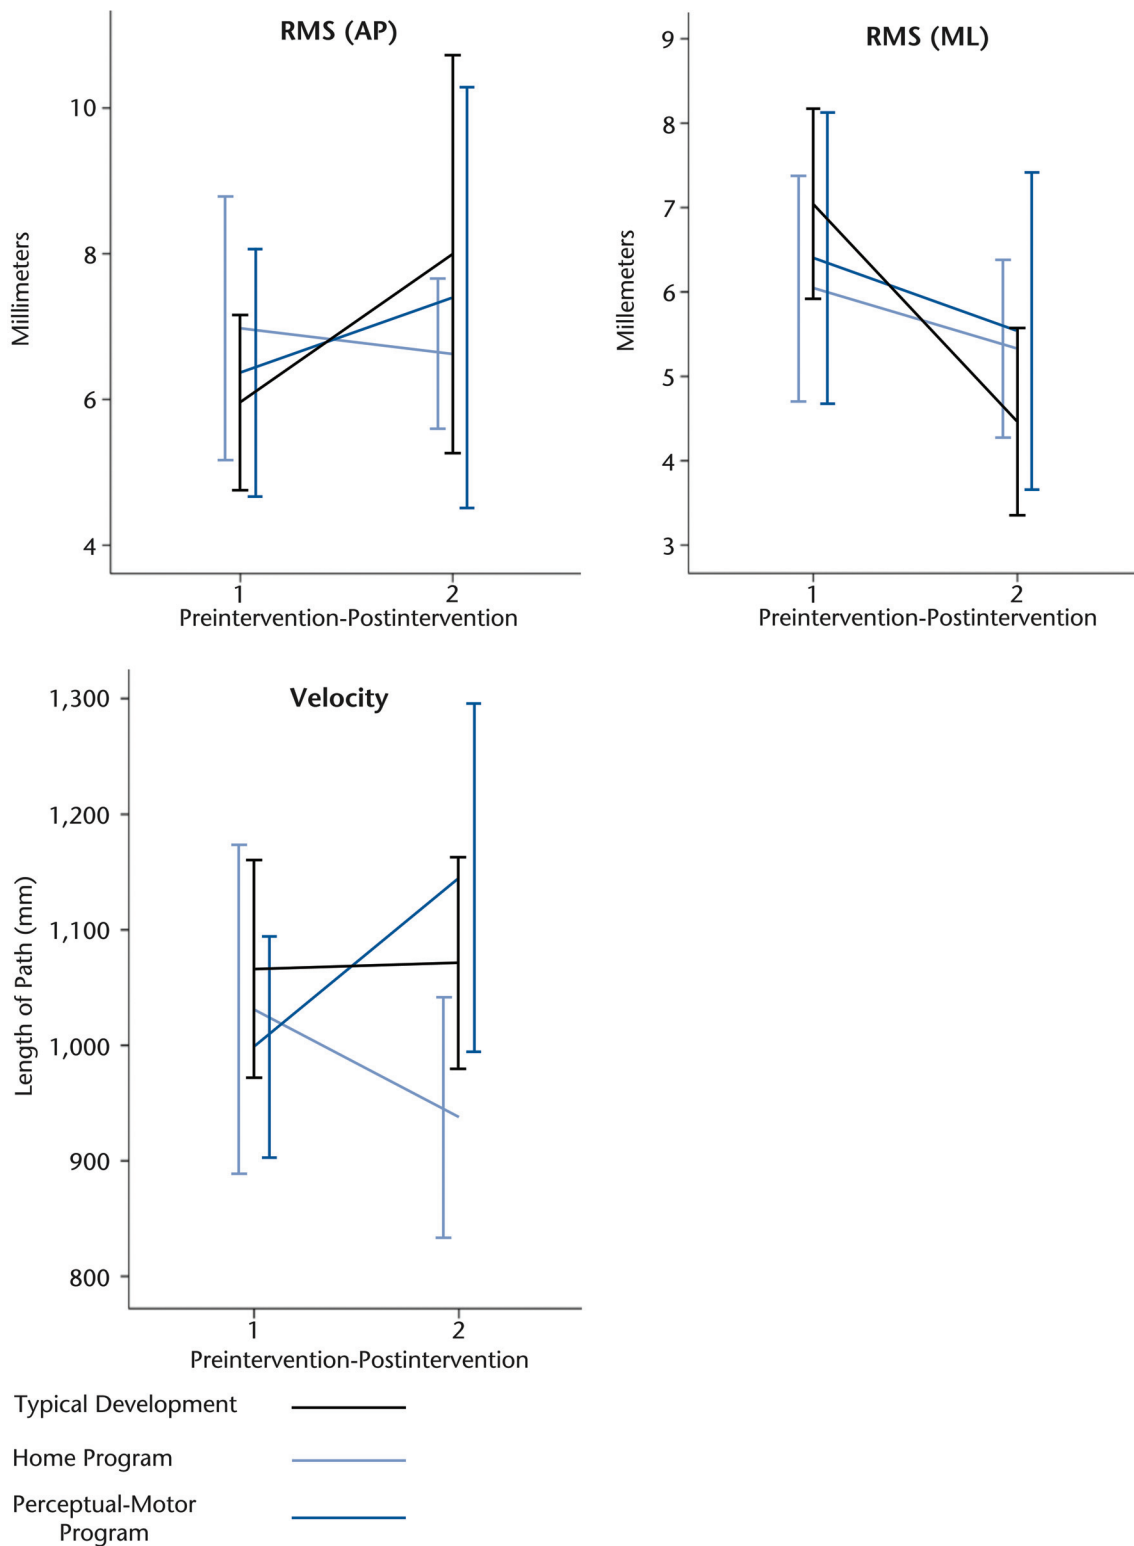 RMS (AP)
10
8
6
4
Millimeters
1
2
Preintervention-Postintervention
RMS (ML)
9
8
7
6
5
4
3
Millemeters
1
2
Preintervention-Postintervention
Velocity
1,300
1,200
1,100
1,000
900
800
Length of Path (mm)
1
2
Preintervention-Postintervention
Typical Development
Home Program
Perceptual-Motor
Program